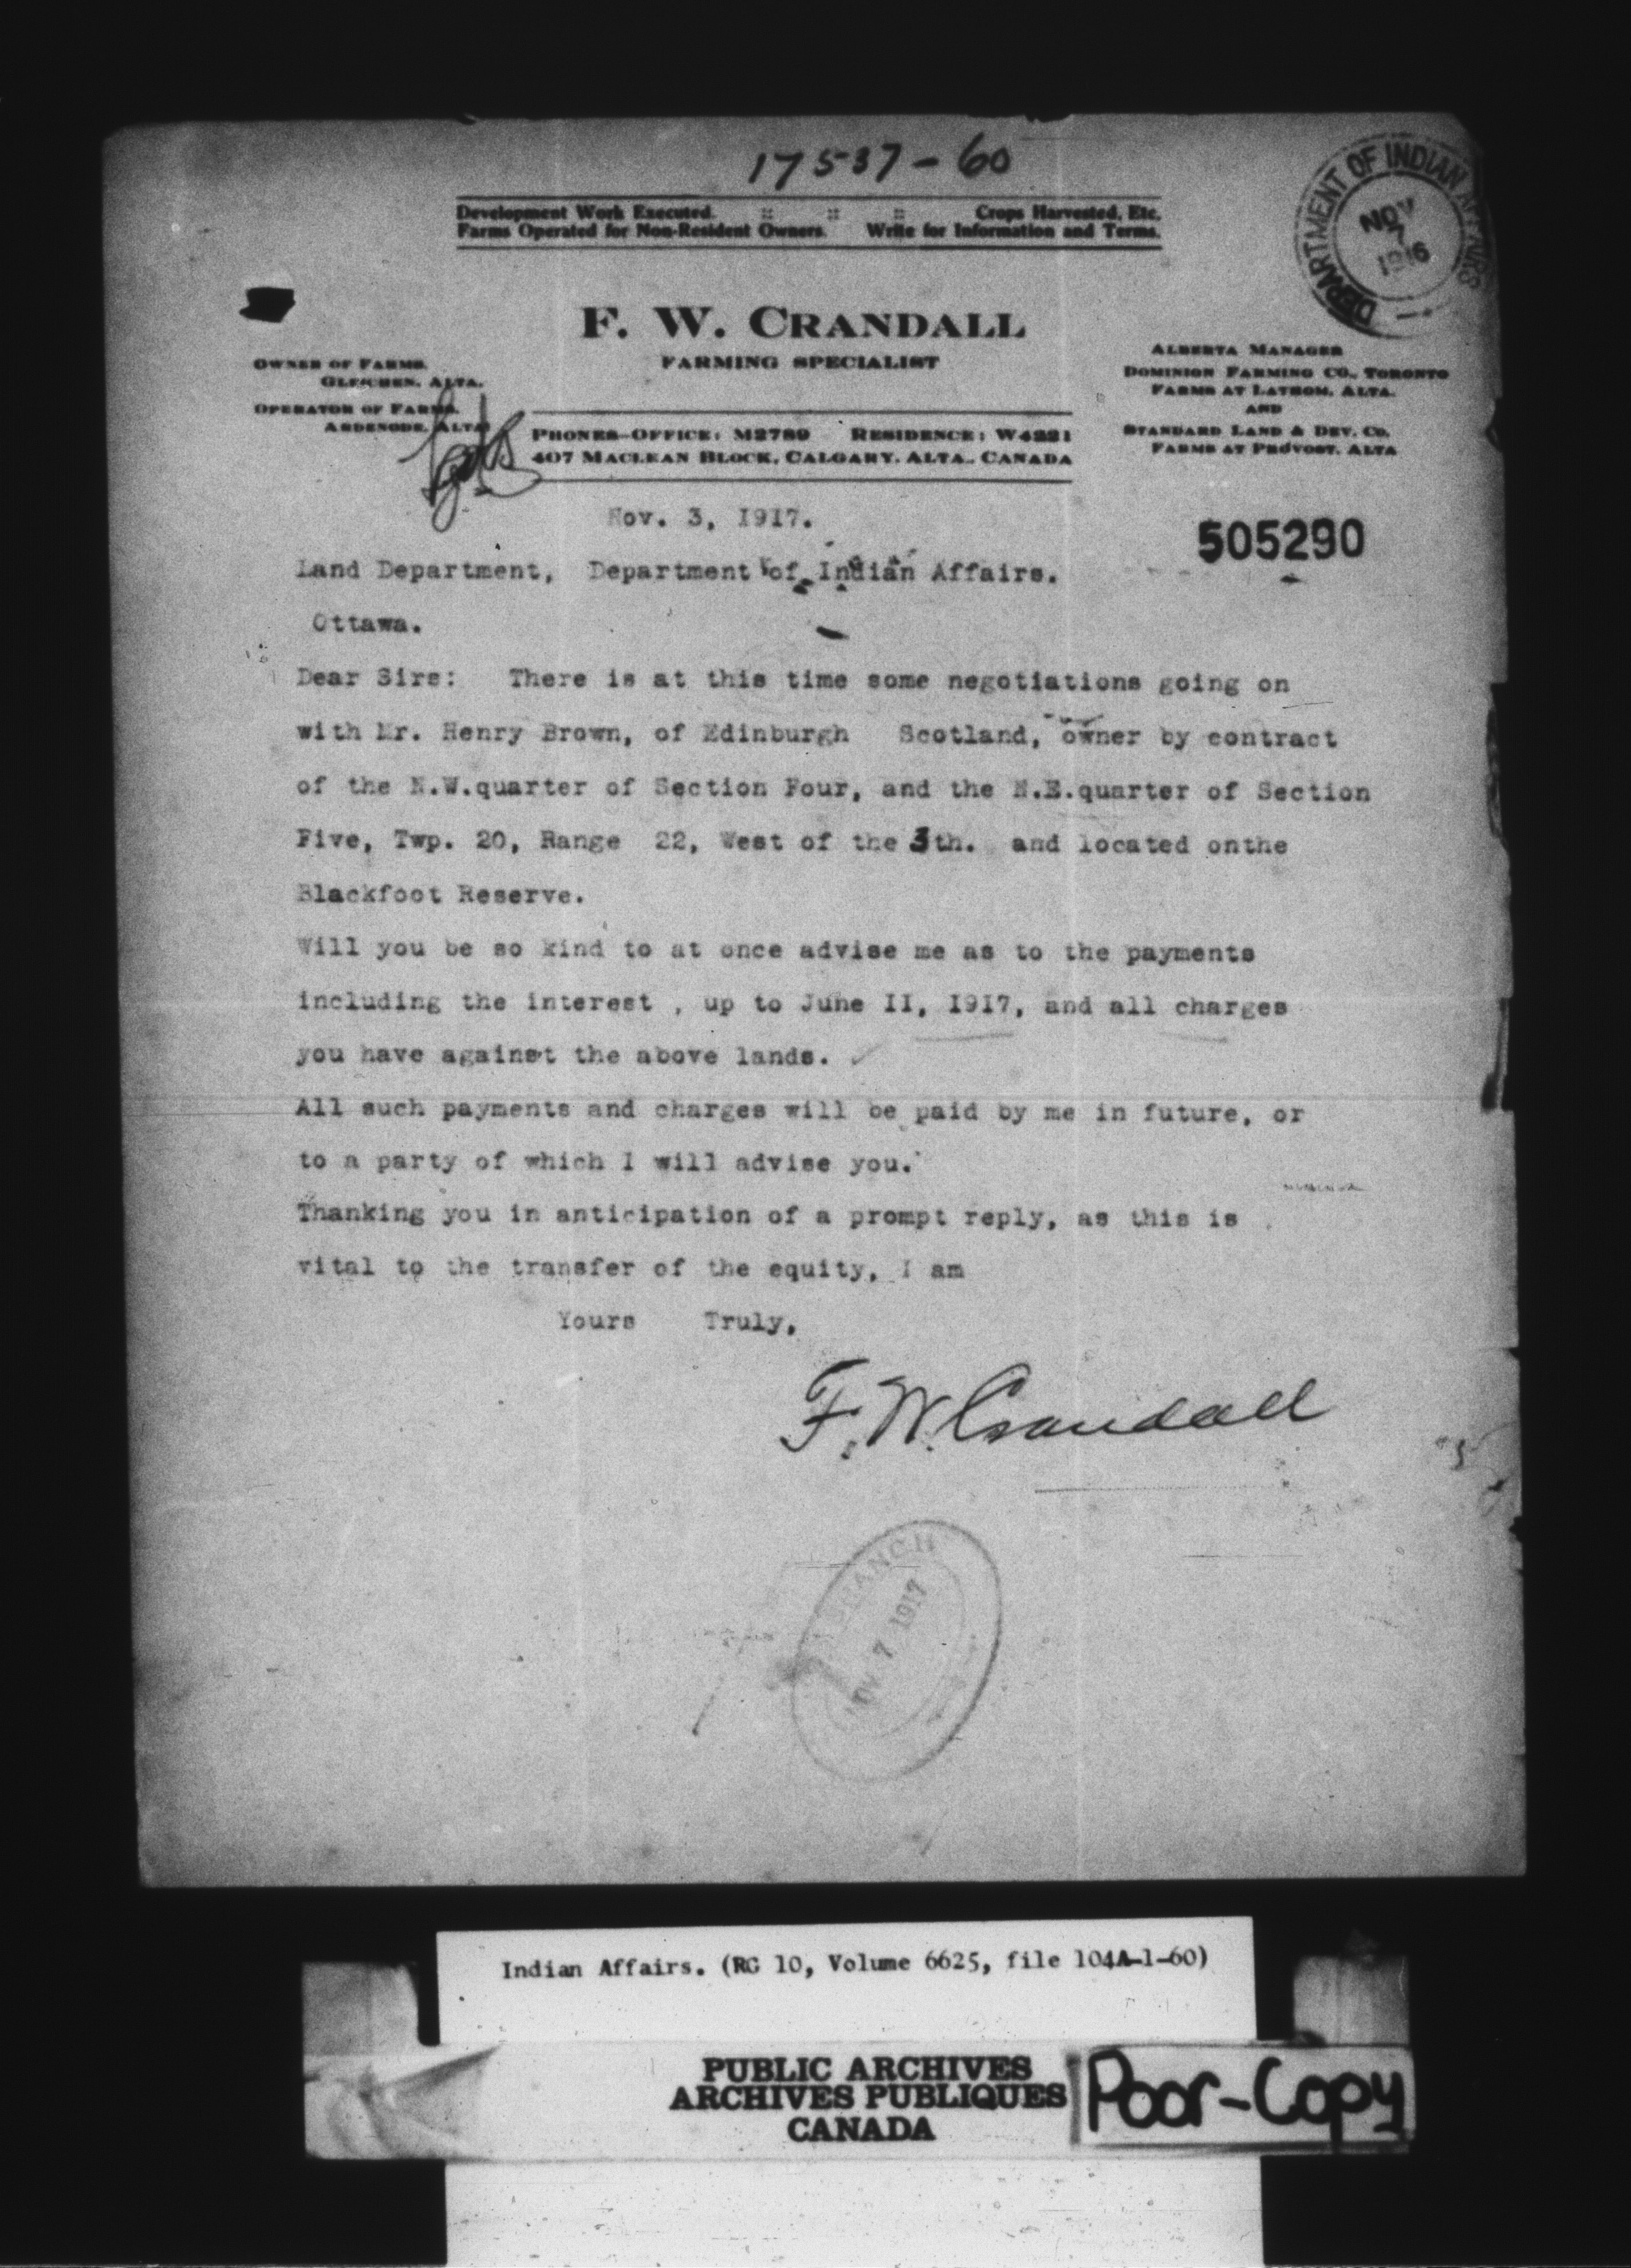 17537-60
DEPARTMENT OF INDIAN AFFAIRS
NOV 7 1916
Development Work Executed. :: :: :: Crops Harvested, Etc.
Farms Operated for Non-Resident Owners. Write for Information and Terms.
F. W. CRANDALL
FARMING SPECIALIST
OWNER OF FARMS.
GLEICHEN, ALTA.
OPERATOR OF FARMS.
ARDENODE, ALTA
ALBERTA MANAGER
DOMINION FARMING CO., TORONTO
FARMS AT LATHOM, ALTA.
AND
STANDARD LAND & DEV. CO.
FARMS AT PROVOST, ALTA
PHONES-OFFICE: M2789 RESIDENCE: W4221
407 MACLEAN BLOCK, CALGARY, ALTA., CANADA
Nov. 3, I9I7.
505290
Land Department, Department of Indian Affairs.
Ottawa.
Dear Sirs: There is at this time some negotiations going on
with Mr. Henry Brown, of Edinburgh Scotland, owner by contract
of the N.W.quarter of Section Four, and the N.E.quarter of Section
Five, Twp. 20, Range 22, West of the 3th. and located onthe
Blackfoot Reserve.
Will you be so kind to at once advise me as to the payments
including the interest , up to June II, I9I7, and all charges
you have against the above lands.
All such payments and charges will be paid by me in future, or
to a party of which I will advise you.
Thanking you in anticipation of a prompt reply, as this is
vital to the transfer of the equity, I am
Yours Truly,
F. W. Crandall
BRANCH
NOV 7 1917
Indian Affairs. (RG 10, Volume 6625, file 104A-1-60)
PUBLIC ARCHIVES
ARCHIVES PUBLIQUES
CANADA
Poor-Copy